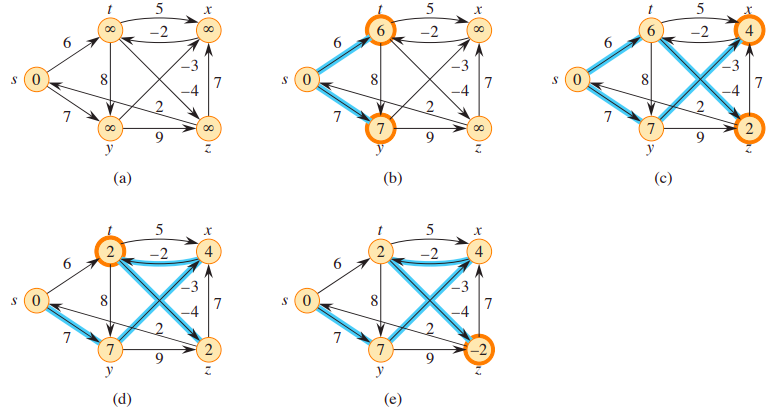 t 5 x
∞ –2 ∞
6
–3
s 0 8 –4 7
7 2
∞ 9 ∞
y z
(a)
t 5 x
6 –2 ∞
6
–3
s 0 8 –4 7
7 2
7 9 ∞
y z
(b)
t 5 x
6 –2 4
6
–3
s 0 8 –4 7
7 2
7 9 2
y z
(c)
t 5 x
2 –2 4
6
–3
s 0 8 –4 7
7 2
7 9 2
y z
(d)
t 5 x
2 –2 4
6
–3
s 0 8 –4 7
7 2
7 9 –2
y z
(e)